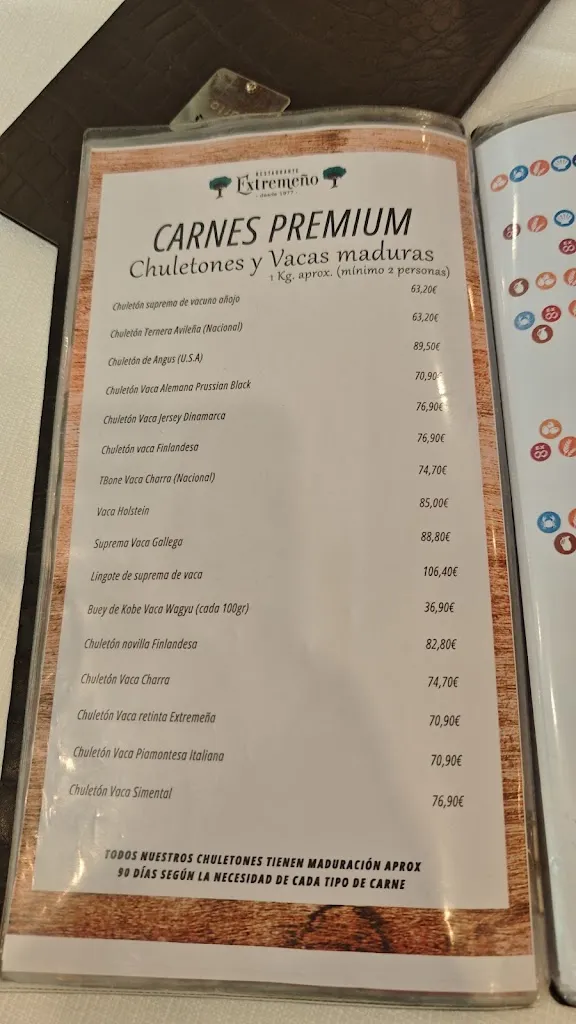 RESTAURANTE
Extremeño
- desde 1977 -
CARNES PREMIUM
Chuletones y Vacas maduras
1 Kg. aprox. (mínimo 2 personas)
Chuletón suprema de vacuno añojo 63,20€
Chuletón Ternera Avileña (Nacional) 63,20€
Chuletón de Angus (U.S.A) 89,50€
Chuletón Vaca Alemana Prussian Black 70,90€
Chuletón Vaca Jersey Dinamarca 76,90€
Chuletón vaca Finlandesa 76,90€
TBone Vaca Charra (Nacional) 74,70€
Vaca Holstein 85,00€
Suprema Vaca Gallega 88,80€
Lingote de suprema de vaca 106,40€
Buey de Kobe Vaca Wagyu (cada 100gr) 36,90€
Chuletón novilla Finlandesa 82,80€
Chuletón Vaca Charra 74,70€
Chuletón Vaca retinta Extremeña 70,90€
Chuletón Vaca Piamontesa Italiana 70,90€
Chuletón Vaca Simental 76,90€
TODOS NUESTROS CHULETONES TIENEN MADURACIÓN APROX
90 DÍAS SEGÚN LA NECESIDAD DE CADA TIPO DE CARNE